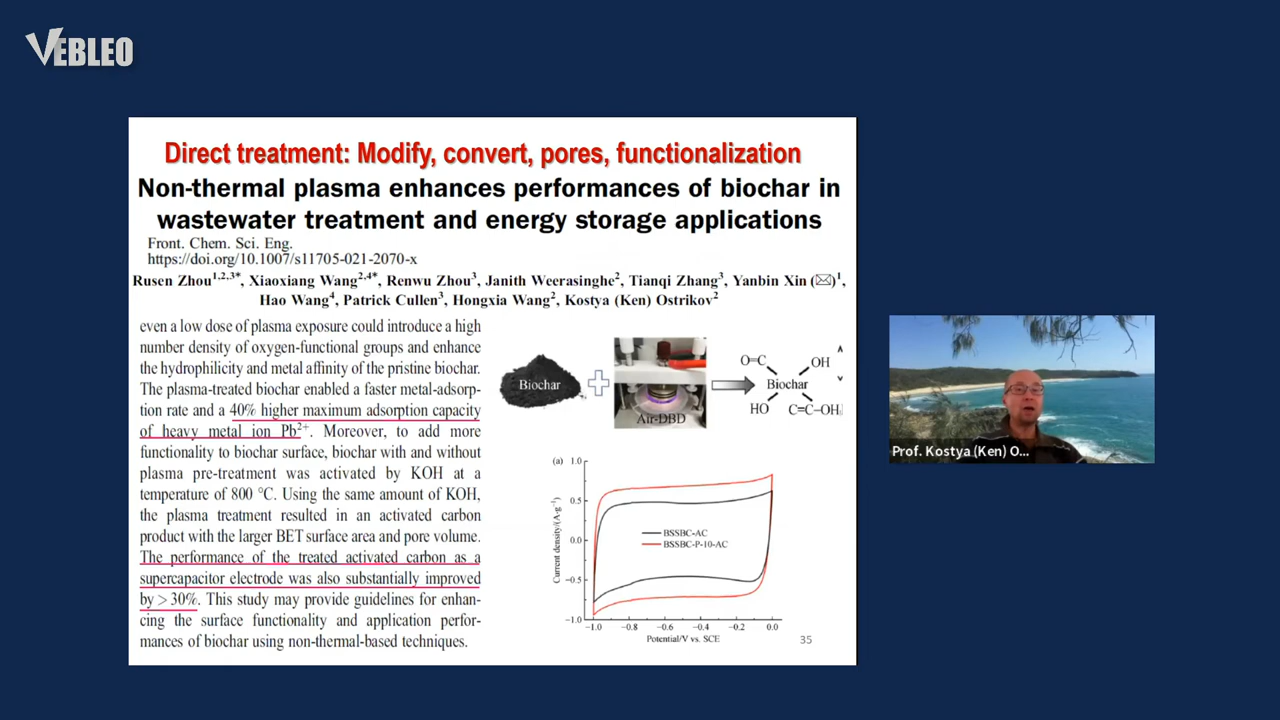 VEBLEO
Direct treatment: Modify, convert, pores, functionalization
Non-thermal plasma enhances performances of biochar in
wastewater treatment and energy storage applications
Front. Chem. Sci. Eng.
https://doi.org/10.1007/s11705-021-2070-x
Rusen Zhou1,2,3*, Xiaoxiang Wang2,4*, Renwu Zhou3, Janith Weerasinghe2, Tianqi Zhang3, Yanbin Xin (✉)1,
Hao Wang4, Patrick Cullen3, Hongxia Wang2, Kostya (Ken) Ostrikov2
even a low dose of plasma exposure could introduce a high
number density of oxygen-functional groups and enhance
the hydrophilicity and metal affinity of the pristine biochar.
The plasma-treated biochar enabled a faster metal-adsorp-
tion rate and a 40% higher maximum adsorption capacity
of heavy metal ion Pb2+. Moreover, to add more
functionality to biochar surface, biochar with and without
plasma pre-treatment was activated by KOH at a
temperature of 800 °C. Using the same amount of KOH,
the plasma treatment resulted in an activated carbon
product with the larger BET surface area and pore volume.
The performance of the treated activated carbon as a
supercapacitor electrode was also substantially improved
by > 30%. This study may provide guidelines for enhan-
cing the surface functionality and application perfor-
mances of biochar using non-thermal-based techniques.
Biochar
Air-DBD
O=C
OH
Biochar
HO
C=C-OH
(a)
1.0
0.5
0.0
−0.5
−1.0
Current density/(A·g−1)
BSSBC-AC
BSSBC-P-10-AC
−1.0 −0.8 −0.6 −0.4 −0.2 0.0
Potential/V vs. SCE
35
Prof. Kostya (Ken) O...